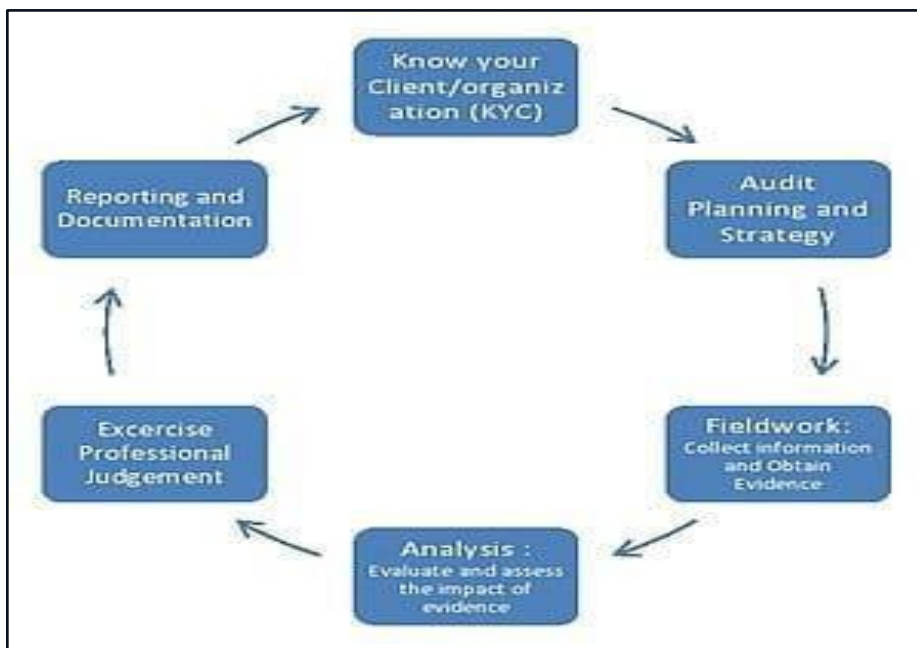 Know your
Client/organiz
ation (KYC)
Audit
Planning and
Strategy
Fieldwork:
Collect information
and Obtain
Evidence
Analysis :
Evaluate and assess
the impact of
evidence
Excercise
Professional
Judgement
Reporting and
Documentation